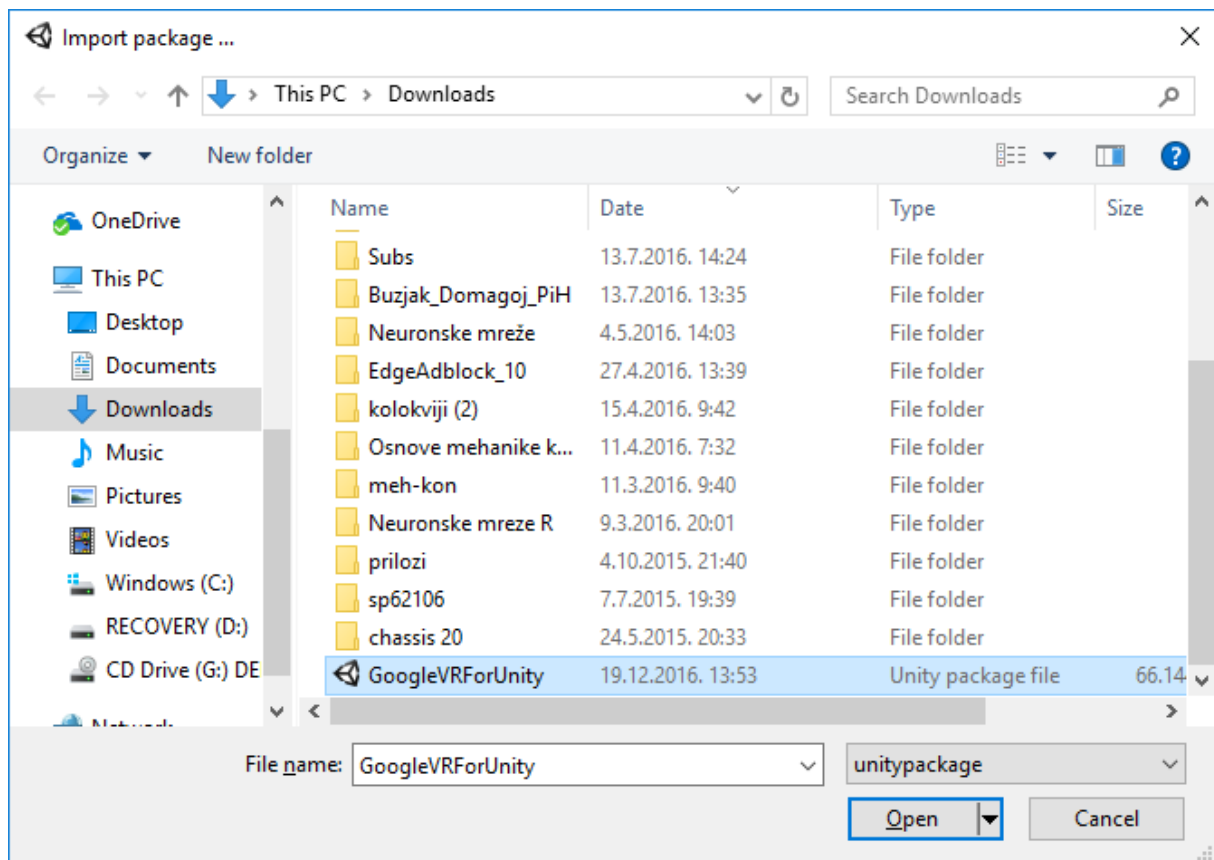 Import package ...
This PC > Downloads
Search Downloads
Organize
New folder
OneDrive
This PC
Desktop
Documents
Downloads
Music
Pictures
Videos
Windows (C:)
RECOVERY (D:)
CD Drive (G:) DE
Name Date Type Size
Subs 13.7.2016. 14:24 File folder
Buzjak_Domagoj_PiH 13.7.2016. 13:35 File folder
Neuronske mreže 4.5.2016. 14:03 File folder
EdgeAdblock_10 27.4.2016. 13:39 File folder
kolokviji (2) 15.4.2016. 9:42 File folder
Osnove mehanike k... 11.4.2016. 7:32 File folder
meh-kon 11.3.2016. 9:40 File folder
Neuronske mreze R 9.3.2016. 20:01 File folder
prilozi 4.10.2015. 21:40 File folder
sp62106 7.7.2015. 19:39 File folder
chassis 20 24.5.2015. 20:33 File folder
GoogleVRForUnity 19.12.2016. 13:53 Unity package file 66.14
File name: GoogleVRForUnity
unitypackage
Open
Cancel